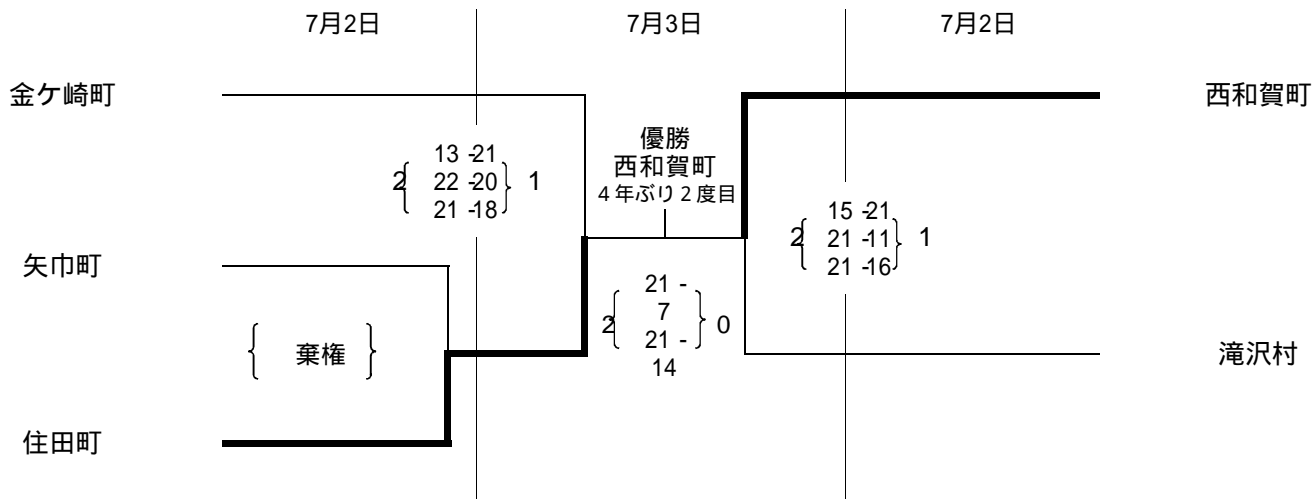 7月2日
7月3日
7月2日
金ケ崎町
西和賀町
優勝
西和賀町
4年ぶり2度目
2 { 13 -21
22 -20
21 -18 } 1
2 { 15 -21
21 -11
21 -16 } 1
矢巾町
2 { 21 -
7
21 -
14 } 0
{ 棄権 }
滝沢村
住田町